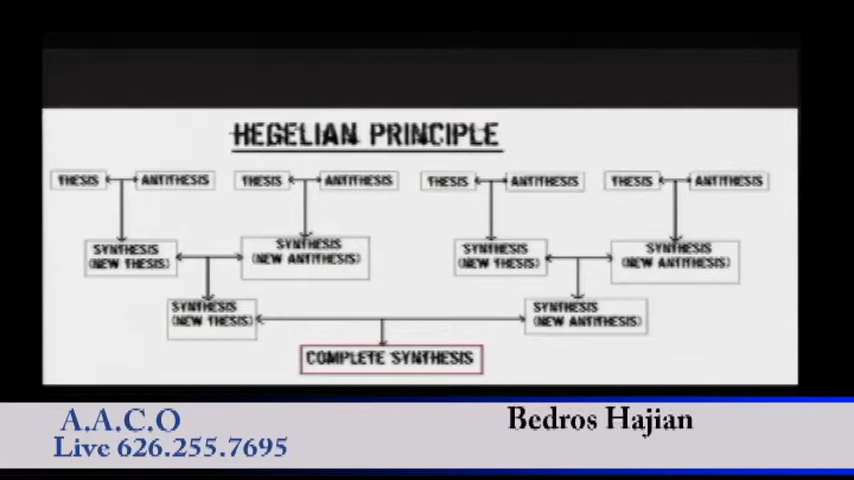 HEGELIAN PRINCIPLE
THESIS ANTITHESIS THESIS ANTITHESIS THESIS ANTITHESIS THESIS ANTITHESIS
SYNTHESIS
(NEW THESIS)
SYNTHESIS
(NEW ANTITHESIS)
SYNTHESIS
(NEW THESIS)
SYNTHESIS
(NEW ANTITHESIS)
SYNTHESIS
(NEW THESIS)
SYNTHESIS
(NEW ANTITHESIS)
COMPLETE SYNTHESIS
A.A.C.O
Live 626.255.7695
Bedros Hajian